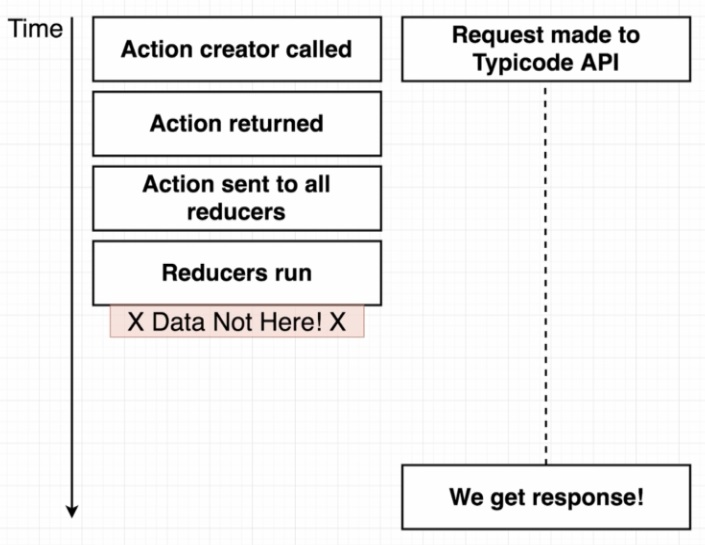 Time
Action creator called
Request made to
Typicode API
Action returned
Action sent to all
reducers
Reducers run
X Data Not Here! X
We get response!